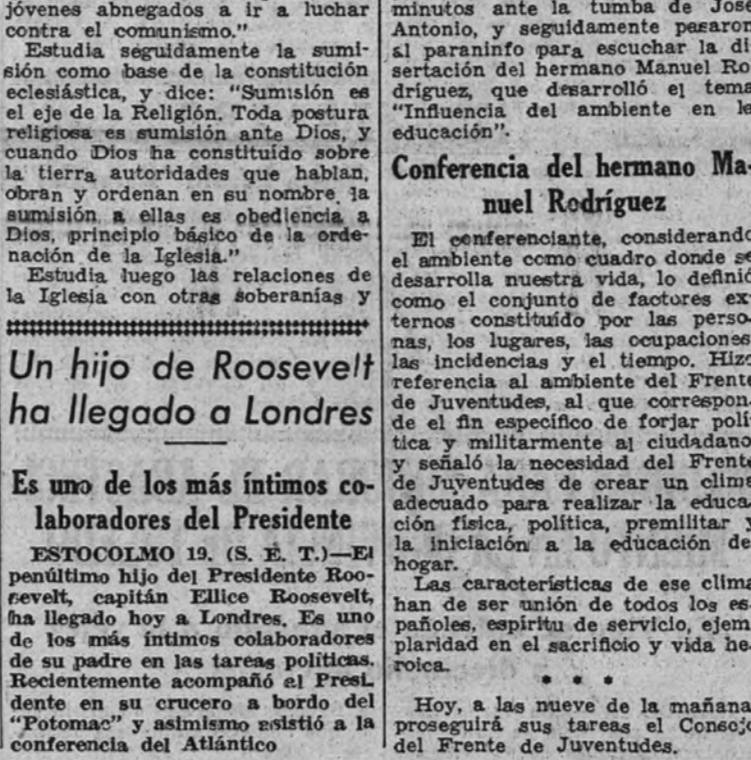 jóvenes abnegados a ir a luchar
contra el comunismo."
Estudia seguidamente la sumi-
sión como base de la constitución
eclesiástica, y dice: "Sumisión es
el eje de la Religión. Toda postura
religiosa es sumisión ante Dios, y
cuando Dios ha constituído sobre
la tierra autoridades que hablan,
obran y ordenan en su nombre la
sumisión a ellas es obediencia a
Dios, principio básico de la orde-
nación de la Iglesia."
Estudia luego las relaciones de
la Iglesia con otras soberanías y
Un hijo de Roosevelt
ha llegado a Londres
Es uno de los más íntimos co-
laboradores del Presidente
ESTOCOLMO 19. (S. E. T.)—El
penúltimo hijo del Presidente Roo-
sevelt, capitán Ellice Roosevelt,
ha llegado hoy a Londres. Es uno
de los más íntimos colaboradores
de su padre en las tareas políticas.
Recientemente acompañó al Presi-
dente en su crucero a bordo del
"Potomac" y asimismo asistió a la
conferencia del Atlántico
minutos ante la tumba de José
Antonio, y seguidamente pasaron
al paraninfo para escuchar la di
sertación del hermano Manuel Ro
dríguez, que desarrolló el tema
"Influencia del ambiente en la
educación".
Conferencia del hermano Ma-
nuel Rodríguez
El conferenciante, considerando
el ambiente como cuadro donde se
desarrolla nuestra vida, lo definió
como el conjunto de factores ex
ternos constituído por las perso-
nas, los lugares, las ocupaciones
las incidencias y el tiempo. Hizo
referencia al ambiente del Frente
de Juventudes, al que correspon-
de el fin específico de forjar polí
tica y militarmente al ciudadano
y señaló la necesidad del Frente
de Juventudes de crear un clima
adecuado para realizar la educa-
ción física, política, premilitar y
la iniciación a la educación de
hogar.
Las características de ese clima
han de ser unión de todos los es-
pañoles, espíritu de servicio, ejem
plaridad en el sacrificio y vida he-
roica.
* * *
Hoy, a las nueve de la mañana
proseguirá sus tareas el Consejo
del Frente de Juventudes.